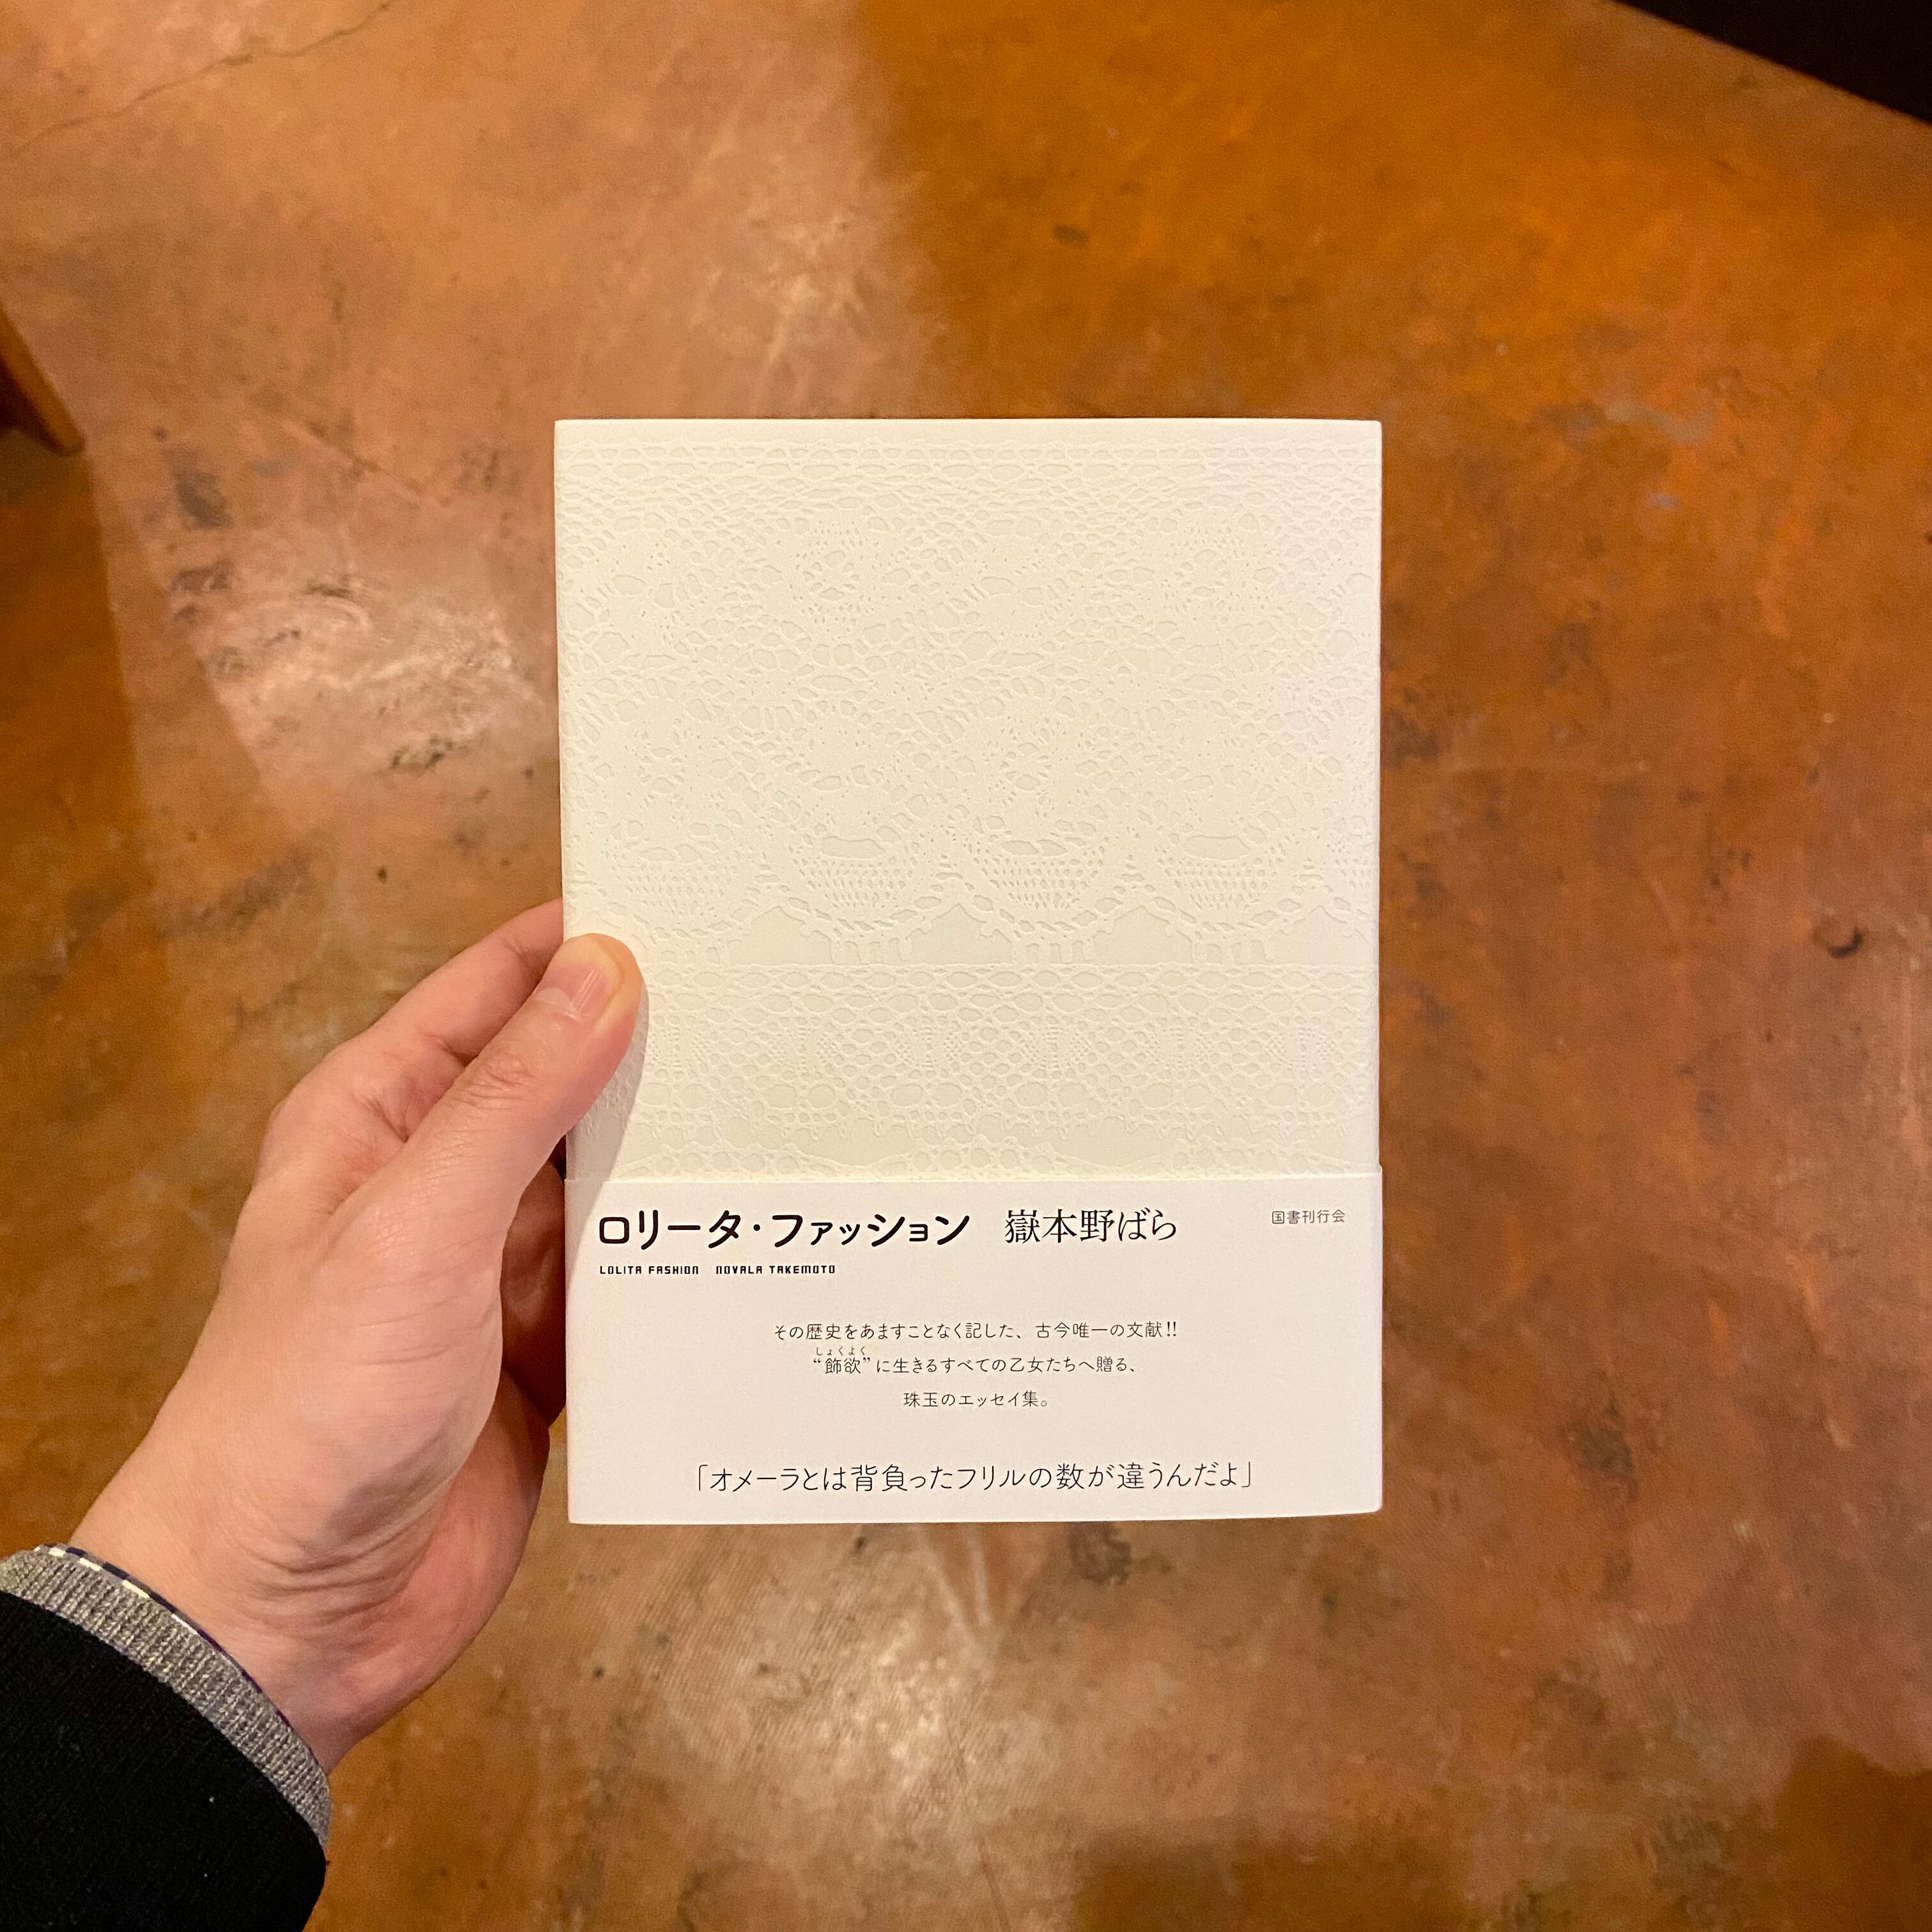 ロリータ・ファッション 嶽本野ばら 国書刊行会
LOLITA FASHION NOVALA TAKEMOTO
その歴史をあますことなく記した、古今唯一の文献!!
しょくよく
“飾欲”に生きるすべての乙女たちへ贈る、
珠玉のエッセイ集。
「オメーラとは背負ったフリルの数が違うんだよ」